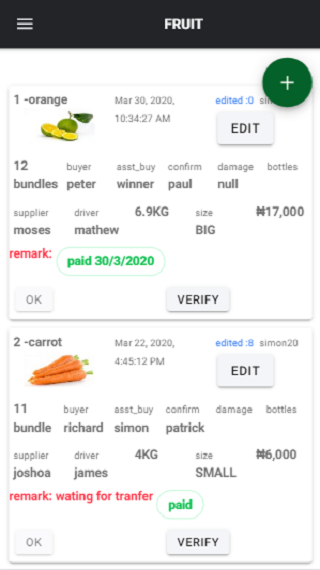 FRUIT
+
1 -orange
Mar 30, 2020,
10:34:27 AM
edited :0
EDIT
12 buyer asst_buy confirm damage bottles
bundles peter winner paul null
supplier driver 6.9KG size ₦17,000
moses mathew BIG
remark: paid 30/3/2020
OK VERIFY
2 -carrot
Mar 22, 2020,
4:45:12 PM
edited :8 simon20
EDIT
11 buyer asst_buy confirm damage bottles
bundle richard simon patrick
supplier driver 4KG size ₦6,000
joshoa james SMALL
remark: wating for tranfer paid
OK VERIFY